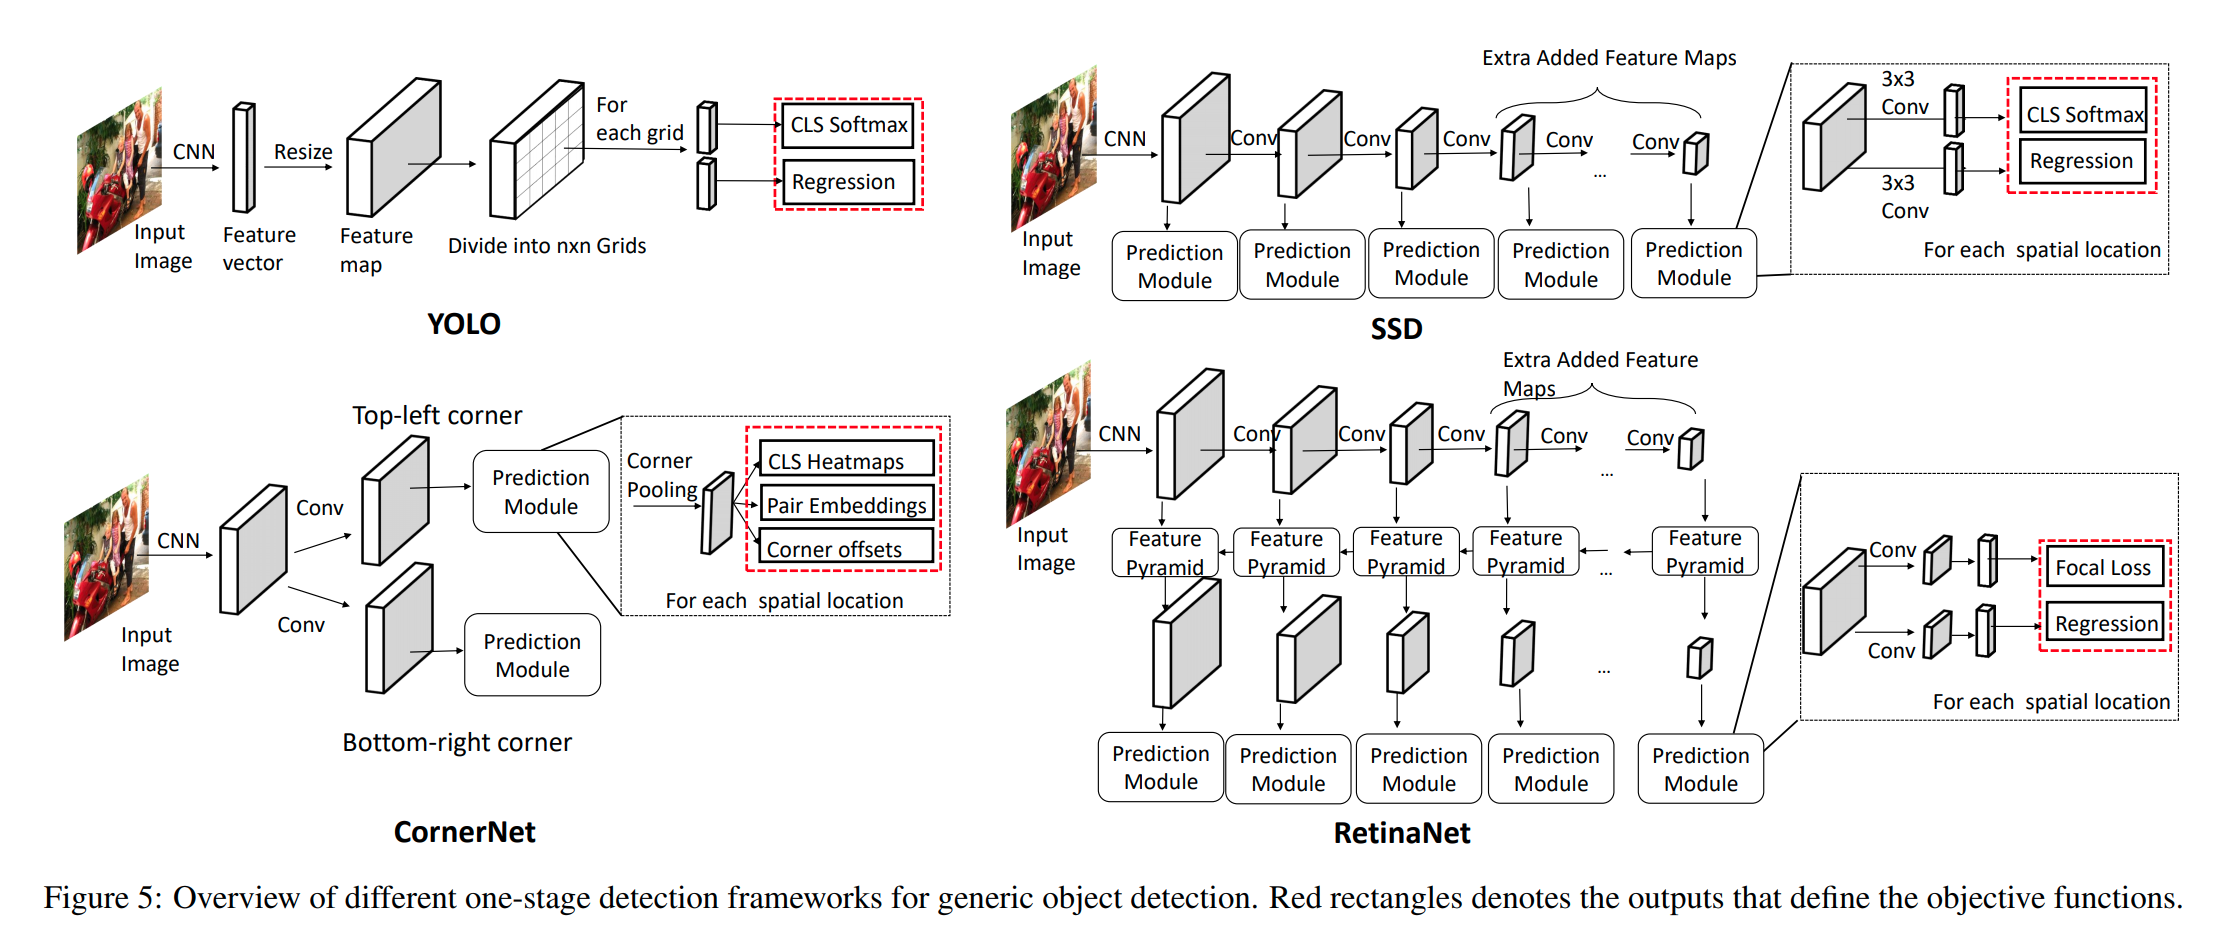 CNN
Resize
For
each grid
CLS Softmax
Regression
Input
Image
Feature
vector
Feature
map
Divide into nxn Grids
YOLO
Extra Added Feature Maps
CNN
Conv
Conv
Conv
Conv
...
Conv
Input
Image
Prediction
Module
Prediction
Module
Prediction
Module
Prediction
Module
Prediction
Module
3x3
Conv
3x3
Conv
CLS Softmax
Regression
For each spatial location
SSD
Top-left corner
CNN
Conv
Conv
Input
Image
Prediction
Module
Prediction
Module
Corner
Pooling
CLS Heatmaps
Pair Embeddings
Corner offsets
For each spatial location
Bottom-right corner
CornerNet
Extra Added Feature
Maps
CNN
Conv
Conv
Conv
Conv
...
Conv
Input
Image
Feature
Pyramid
Feature
Pyramid
Feature
Pyramid
Feature
Pyramid
...
Feature
Pyramid
...
Prediction
Module
Prediction
Module
Prediction
Module
Prediction
Module
Prediction
Module
Conv
Conv
Focal Loss
Regression
For each spatial location
RetinaNet
Figure 5: Overview of different one-stage detection frameworks for generic object detection. Red rectangles denotes the outputs that define the objective functions.